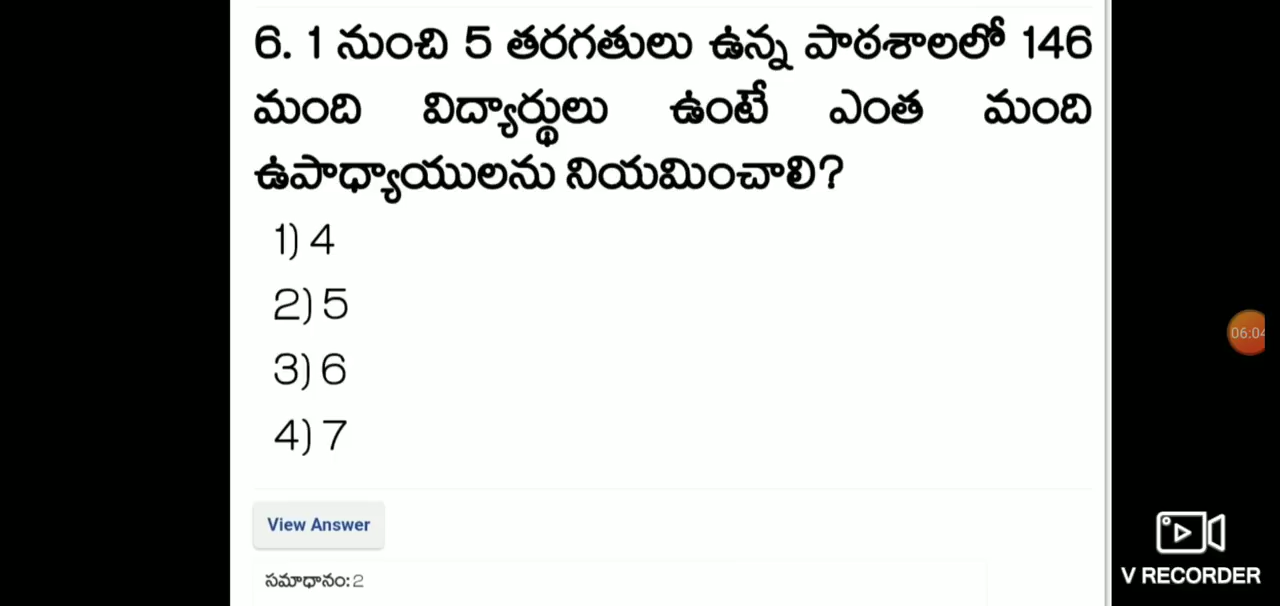 6. 1 నుంచి 5 తరగతులు ఉన్న పాఠశాలలో 146
మంది విద్యార్థులు ఉంటే ఎంత మంది
ఉపాధ్యాయులను నియమించాలి?
1) 4
2) 5
3) 6
4) 7
View Answer
సమాధానం: 2
06:04
V RECORDER